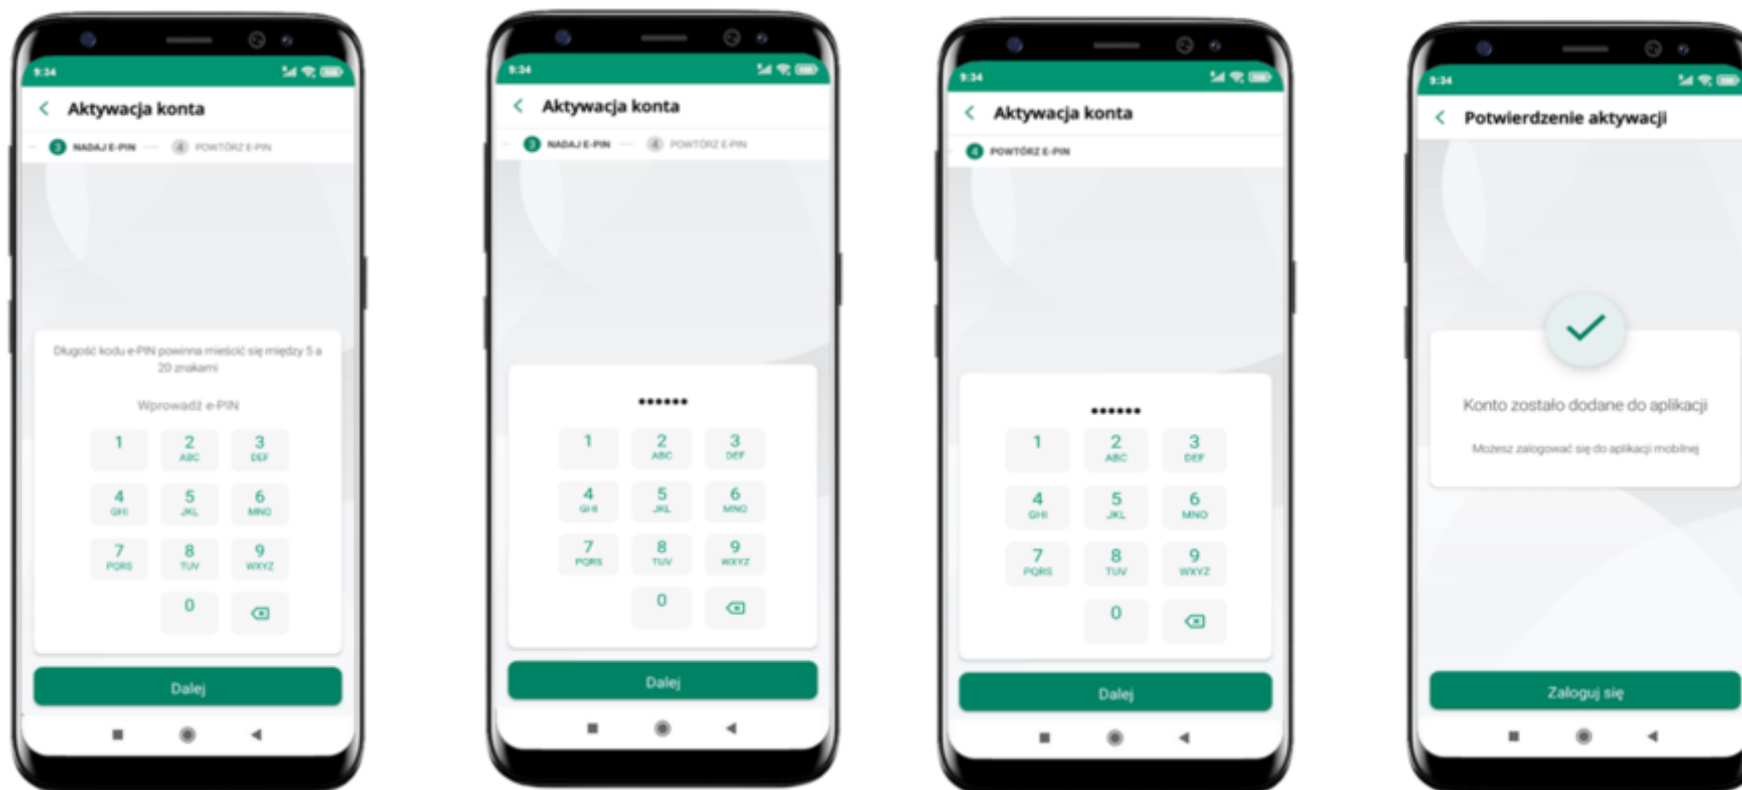 9:34
Aktywacja konta
3 NADAJ E-PIN 4 POWTÓRZ E-PIN
Długość kodu e-PIN powinna mieścić się między 5 a
20 znakami
Wprowadź e-PIN
1 2 3
ABC DEF
4 5 6
GHI JKL MNO
7 8 9
PQRS TUV WXYZ
0
Dalej
9:34
Aktywacja konta
3 NADAJ E-PIN 4 POWTÓRZ E-PIN
••••••
1 2 3
ABC DEF
4 5 6
GHI JKL MNO
7 8 9
PQRS TUV WXYZ
0
Dalej
9:34
Aktywacja konta
4 POWTÓRZ E-PIN
••••••
1 2 3
ABC DEF
4 5 6
GHI JKL MNO
7 8 9
PQRS TUV WXYZ
0
Dalej
9:34
Potwierdzenie aktywacji
Konto zostało dodane do aplikacji
Możesz zalogować się do aplikacji mobilnej
Zaloguj się